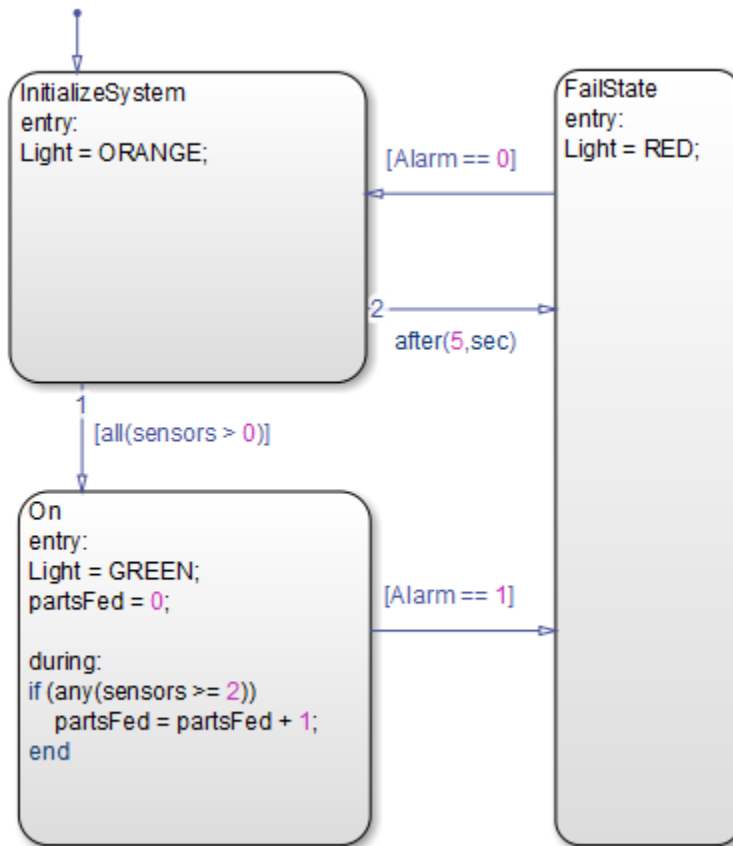 InitializeSystem
entry:
Light = ORANGE;
FailState
entry:
Light = RED;
[Alarm == 0]
2
after(5,sec)
1
[all(sensors > 0)]
On
entry:
Light = GREEN;
partsFed = 0;
during:
if (any(sensors >= 2))
partsFed = partsFed + 1;
end
[Alarm == 1]